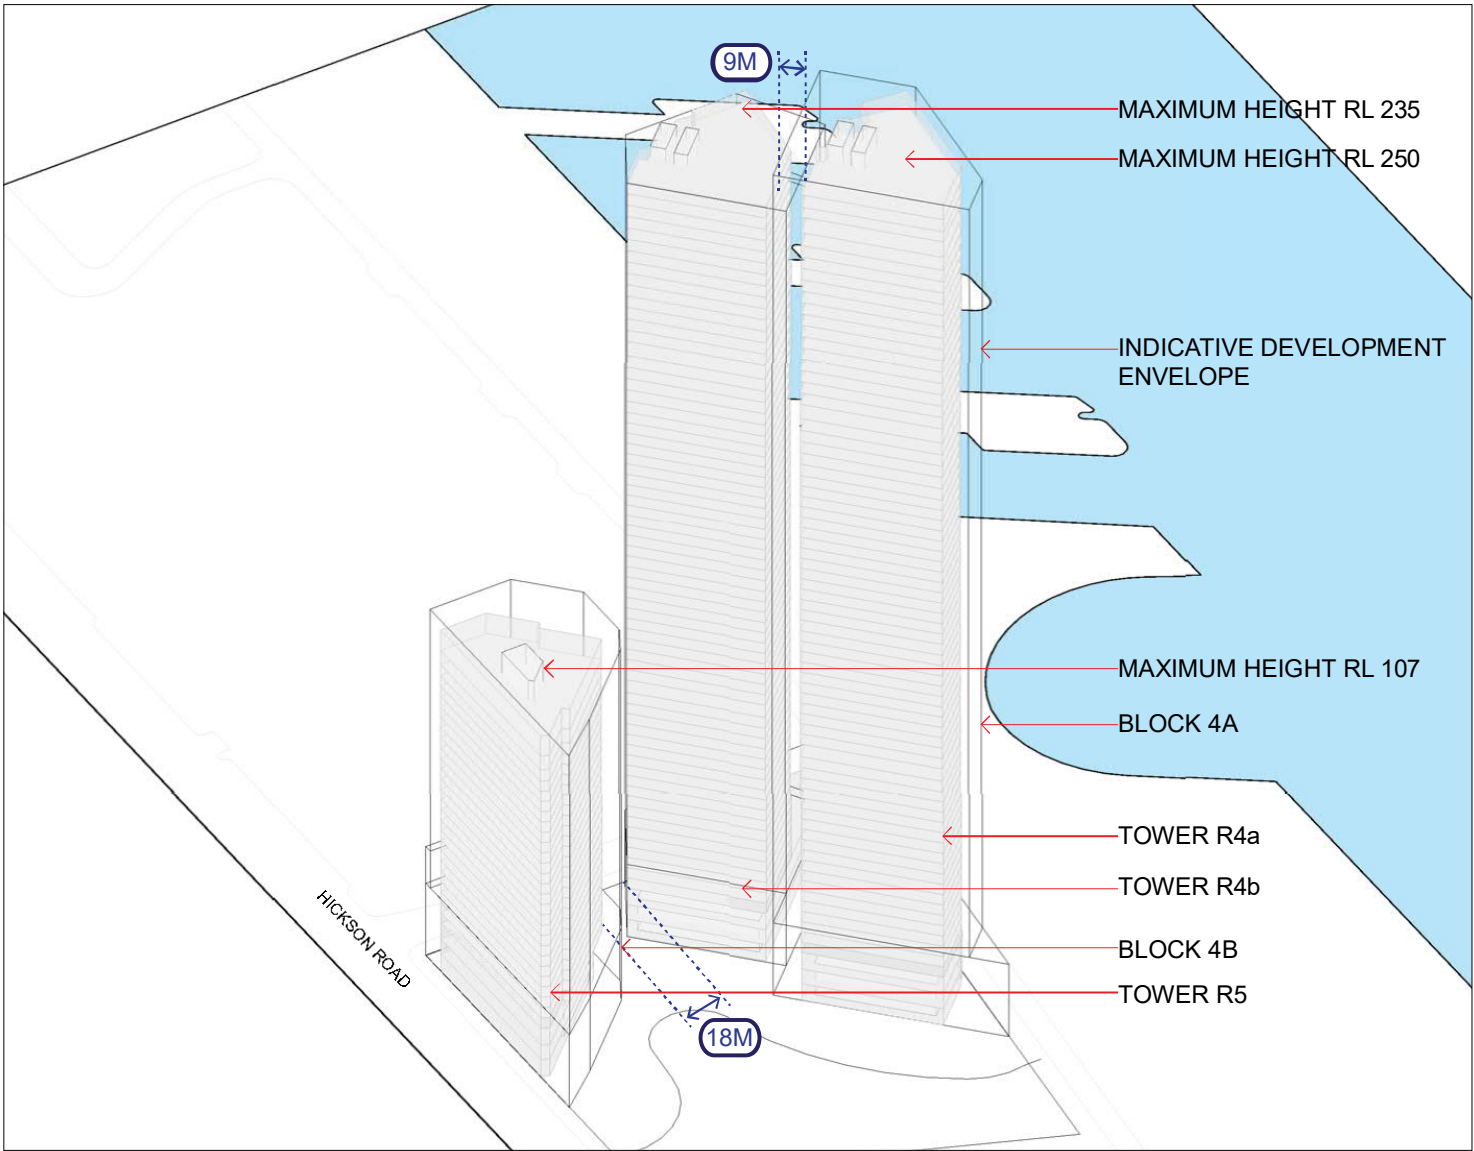 9M
MAXIMUM HEIGHT RL 235
MAXIMUM HEIGHT RL 250
INDICATIVE DEVELOPMENT
ENVELOPE
MAXIMUM HEIGHT RL 107
BLOCK 4A
TOWER R4a
TOWER R4b
HICKSON ROAD
BLOCK 4B
TOWER R5
18M